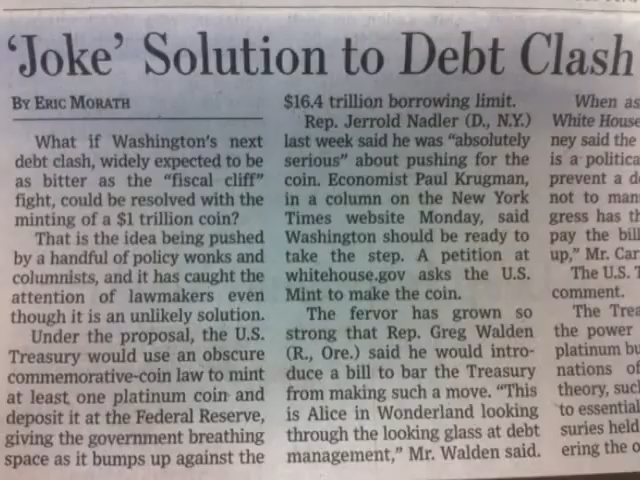 ‘Joke’ Solution to Debt Clash
BY ERIC MORATH
What if Washington's next
debt clash, widely expected to be
as bitter as the “fiscal cliff”
fight, could be resolved with the
minting of a $1 trillion coin?
That is the idea being pushed
by a handful of policy wonks and
columnists, and it has caught the
attention of lawmakers even
though it is an unlikely solution.
Under the proposal, the U.S.
Treasury would use an obscure
commemorative-coin law to mint
at least one platinum coin and
deposit it at the Federal Reserve,
giving the government breathing
space as it bumps up against the
$16.4 trillion borrowing limit.
Rep. Jerrold Nadler (D., N.Y.)
last week said he was “absolutely
serious” about pushing for the
coin. Economist Paul Krugman,
in a column on the New York
Times website Monday, said
Washington should be ready to
take the step. A petition at
whitehouse.gov asks the U.S.
Mint to make the coin.
The fervor has grown so
strong that Rep. Greg Walden
(R., Ore.) said he would intro-
duce a bill to bar the Treasury
from making such a move. “This
is Alice in Wonderland looking
through the looking glass at debt
management,” Mr. Walden said.
When as
White House
ney said the
is a politica
prevent a d
not to man
gress has th
pay the bill
up,” Mr. Car
The U.S. T
comment.
The Trea
the power
platinum bu
nations of
theory, suc
to essential
suries held
ering the o